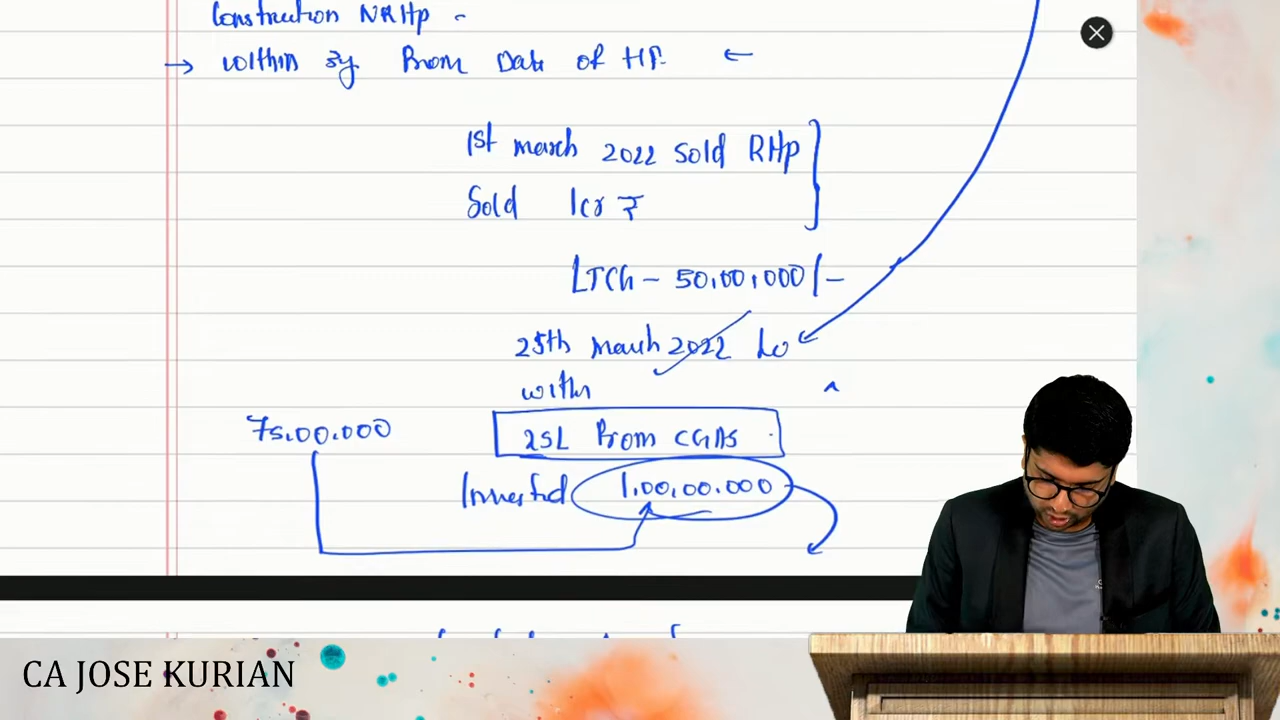 Construction NRHp -
→ within 3y From Date of HP. ←
1st march 2022 sold RHp
Sold 1cr ₹
LTCG - 50,00,000/-
25th march 2022
with
75,00,000
25L From CGAS
Invested 1,00,00,000
CA JOSE KURIAN